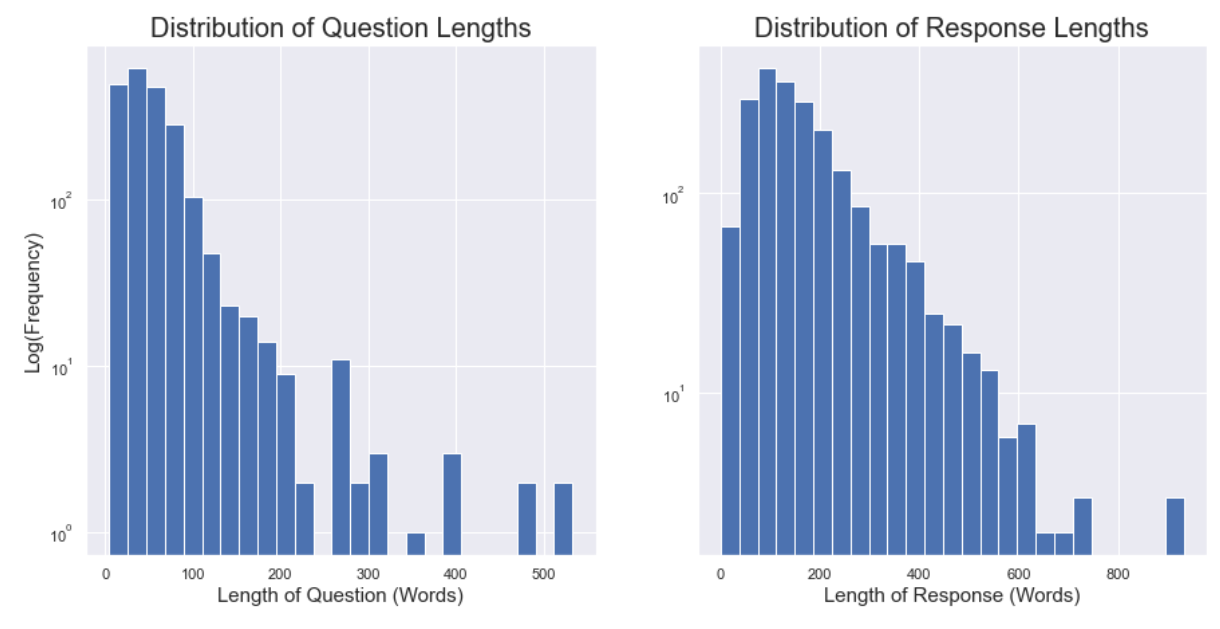 Distribution of Question Lengths
Log(Frequency)
10²
10¹
10⁰
0 100 200 300 400 500
Length of Question (Words)
Distribution of Response Lengths
10²
10¹
0 200 400 600 800
Length of Response (Words)